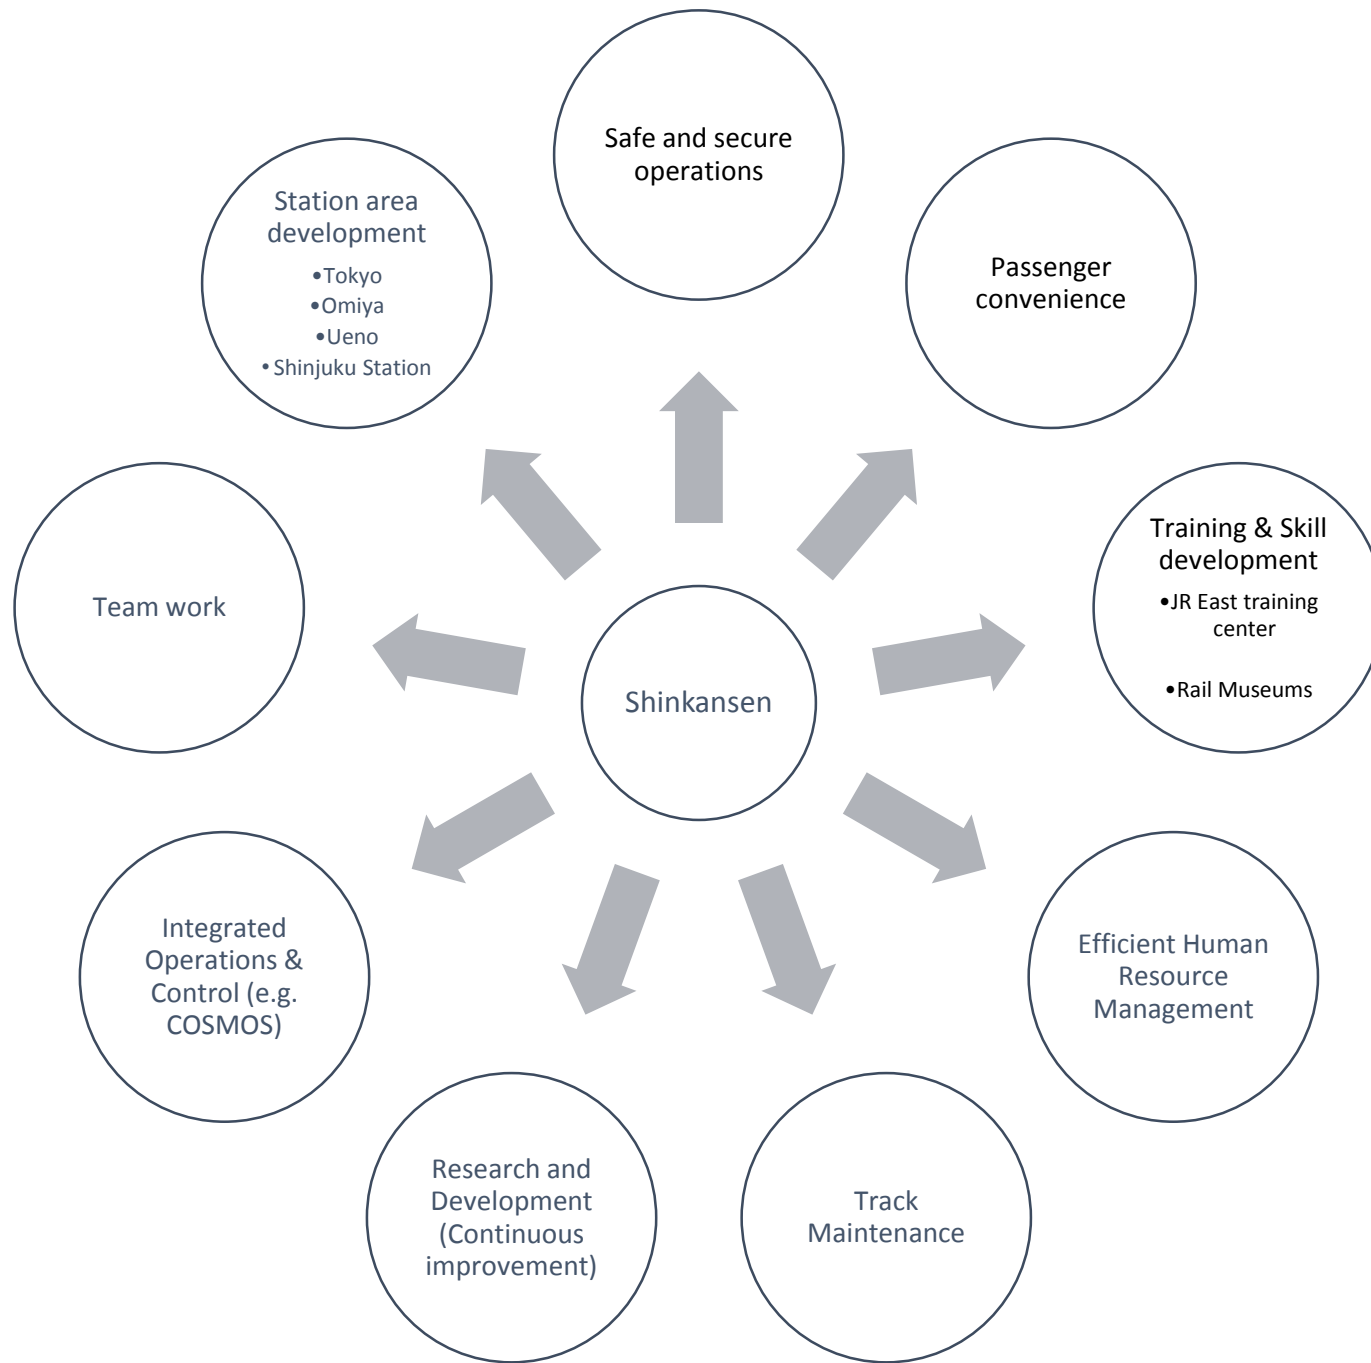 Safe and secure
operations
Passenger
convenience
Training & Skill
development
•JR East training
center
•Rail Museums
Efficient Human
Resource
Management
Track
Maintenance
Research and
Development
(Continuous
improvement)
Integrated
Operations &
Control (e.g.
COSMOS)
Team work
Station area
development
•Tokyo
•Omiya
•Ueno
•Shinjuku Station
Shinkansen